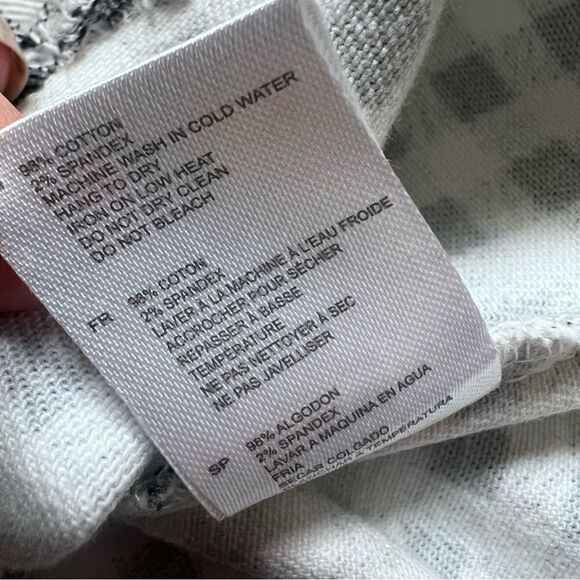 98% COTTON
2% SPANDEX
MACHINE WASH IN COLD WATER
HANG TO DRY
IRON ON LOW HEAT
DO NOT DRY CLEAN
DO NOT BLEACH
FR 98% COTON
2% SPANDEX
LAVER À LA MACHINE À L'EAU FROIDE
ACCROCHER POUR SÉCHER
REPASSER À BASSE
TEMPÉRATURE
NE PAS NETTOYER À SEC
NE PAS JAVELLISER
SP 98% ALGODON
2% SPANDEX
LAVAR A MAQUINA EN AGUA
FRIA
SECAR COLGADO
TEMPERATURA